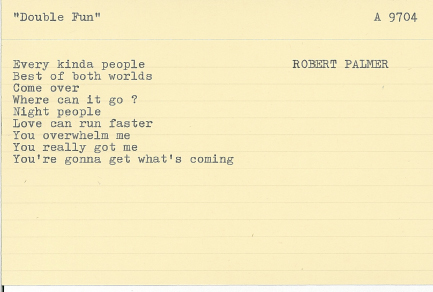 "Double Fun" A 9704
Every kinda people ROBERT PALMER
Best of both worlds
Come over
Where can it go ?
Night people
Love can run faster
You overwhelm me
You really got me
You're gonna get what's coming